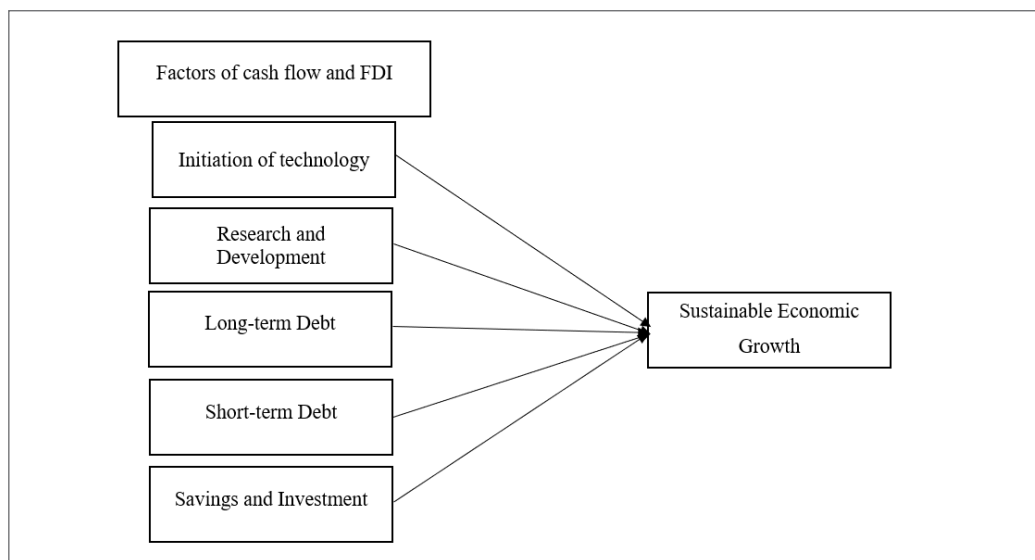 Factors of cash flow and FDI
Initiation of technology
Research and
Development
Long-term Debt
Short-term Debt
Savings and Investment
Sustainable Economic
Growth